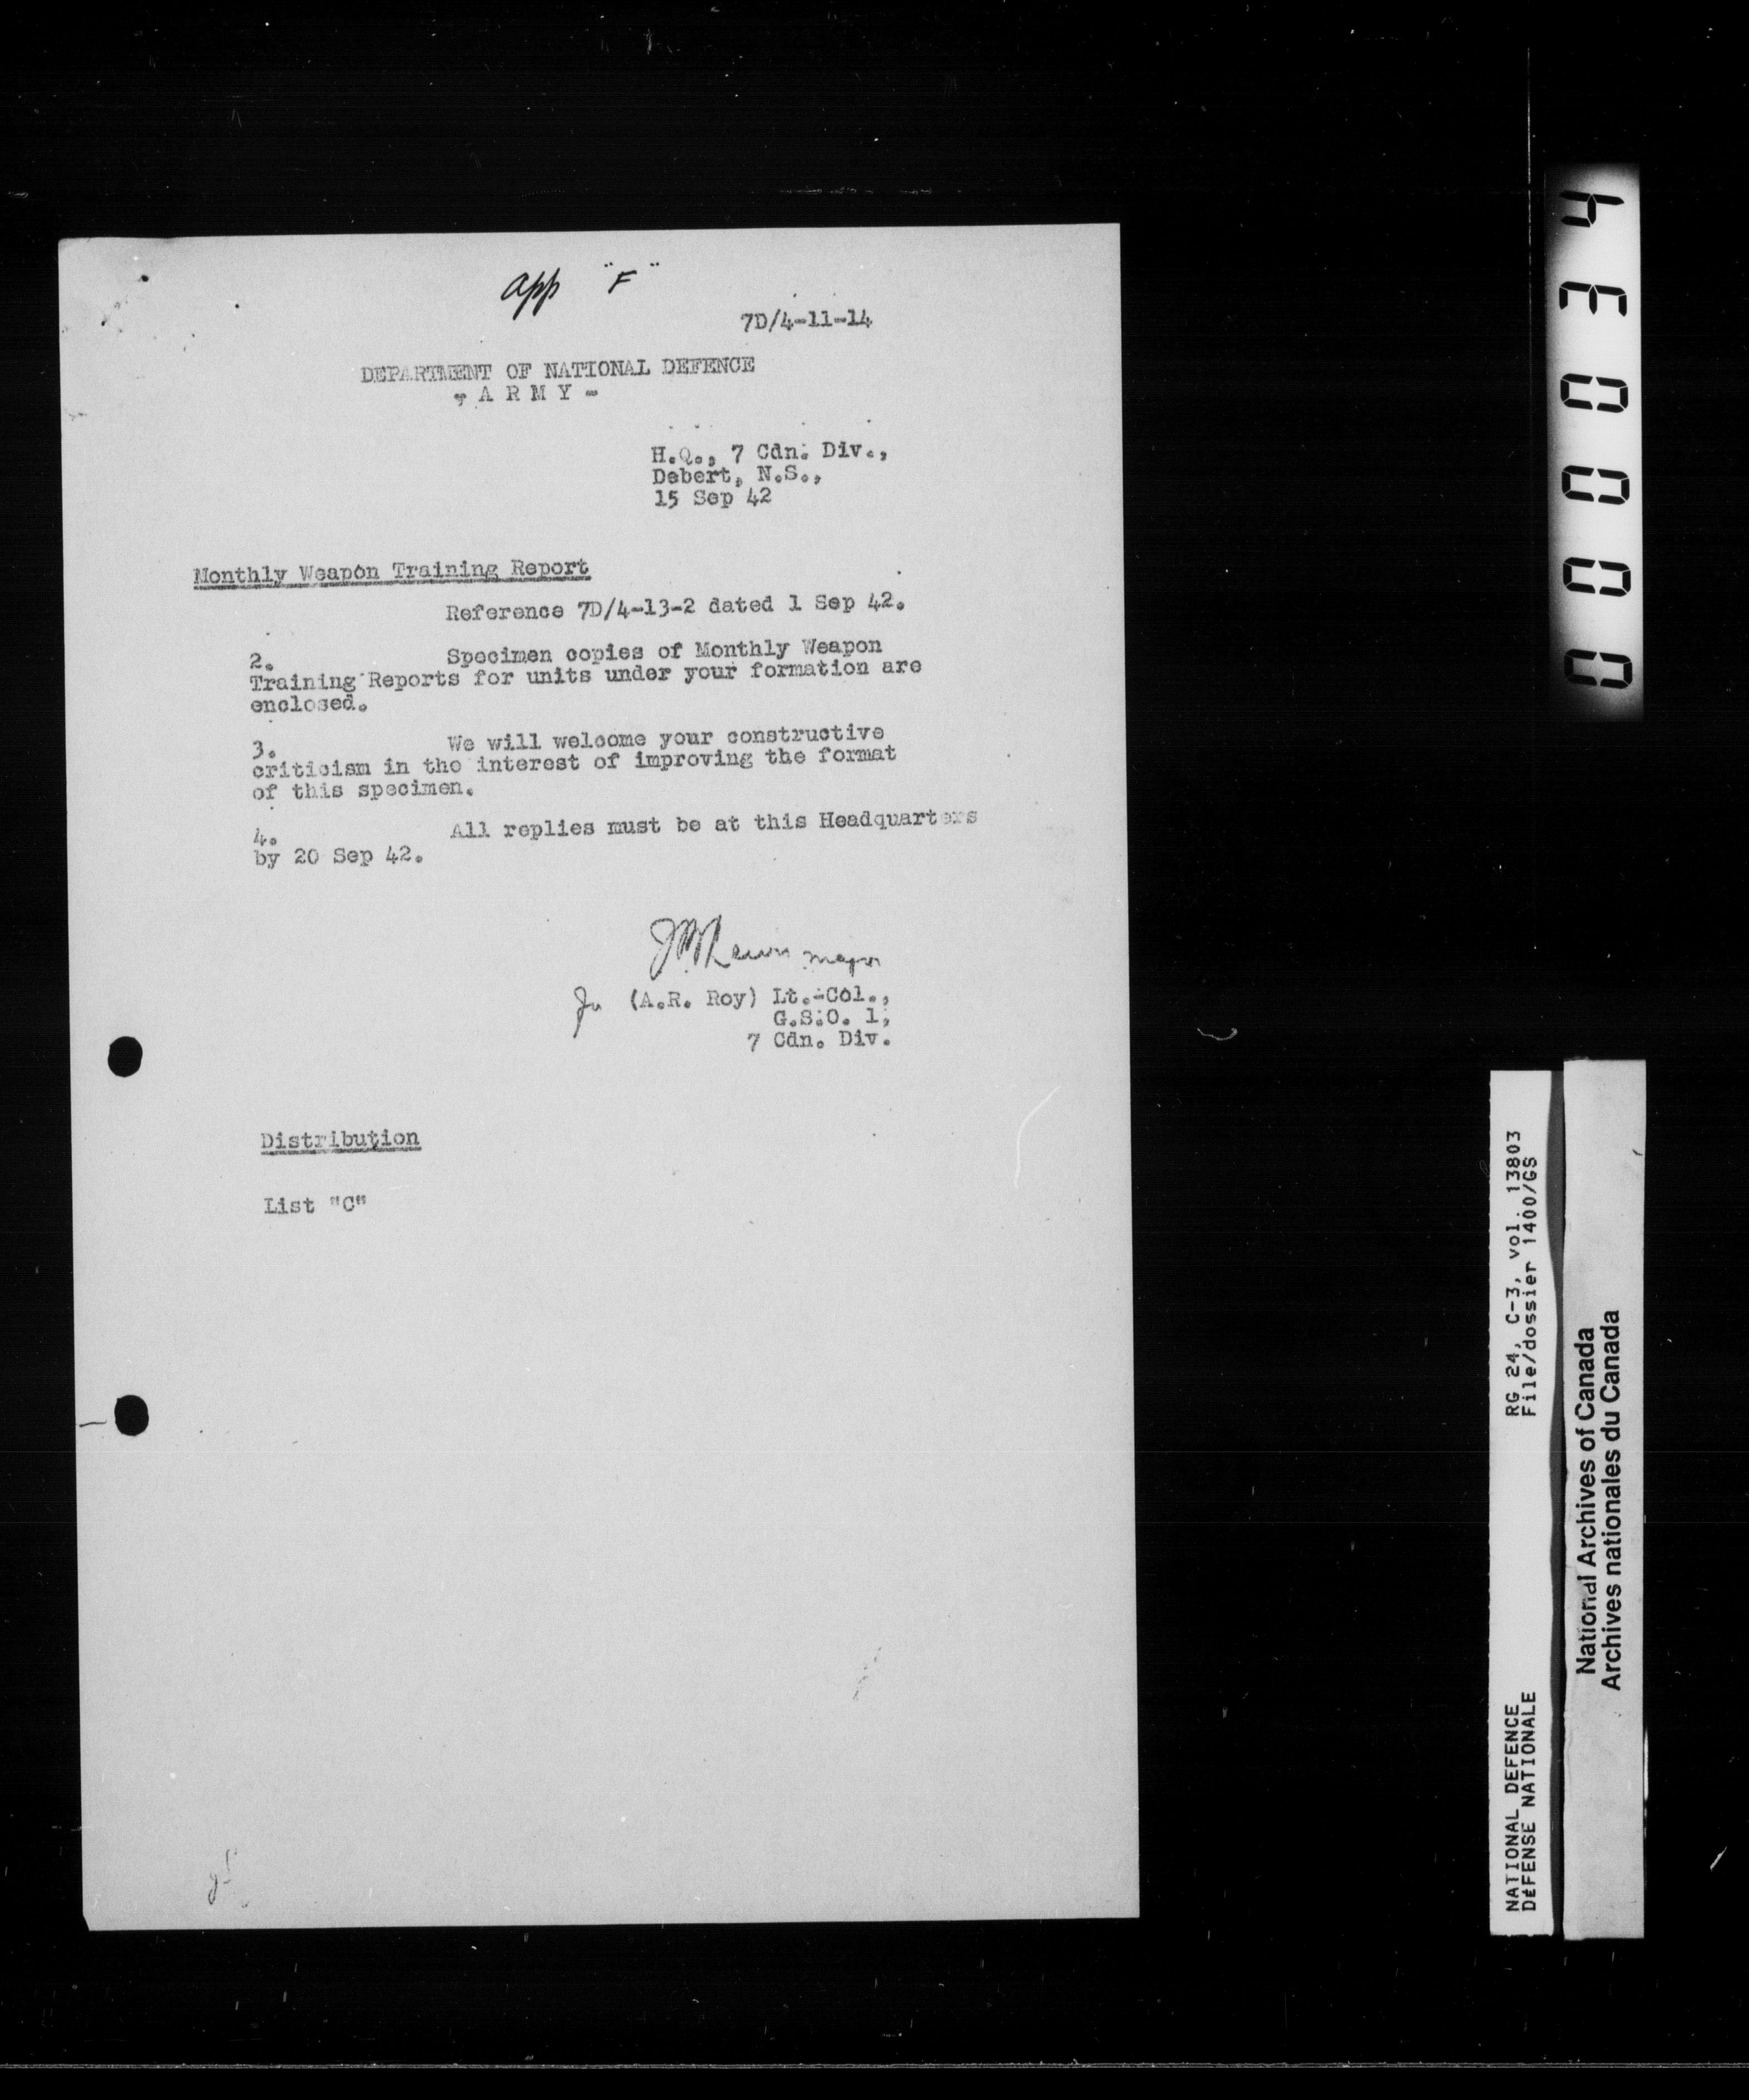 App "F"
7D/4-11-14
DEPARTMENT OF NATIONAL DEFENCE
- A R M Y -
H.Q., 7 Cdn. Div.,
Debert, N.S.,
15 Sep 42
Monthly Weapon Training Report
Reference 7D/4-13-2 dated 1 Sep 42.
2. Specimen copies of Monthly Weapon
Training Reports for units under your formation are
enclosed.
3. We will welcome your constructive
criticism in the interest of improving the format
of this specimen.
4. All replies must be at this Headquarters
by 20 Sep 42.
Major
for (A.R. Roy) Lt.-Col.,
G.S.O. 1,
7 Cdn. Div.
Distribution
List "C"
000034
RG 24, C-3, vol. 13803
File/dossier 1400/GS
NATIONAL DEFENCE
DÉFENSE NATIONALE
National Archives of Canada
Archives nationales du Canada